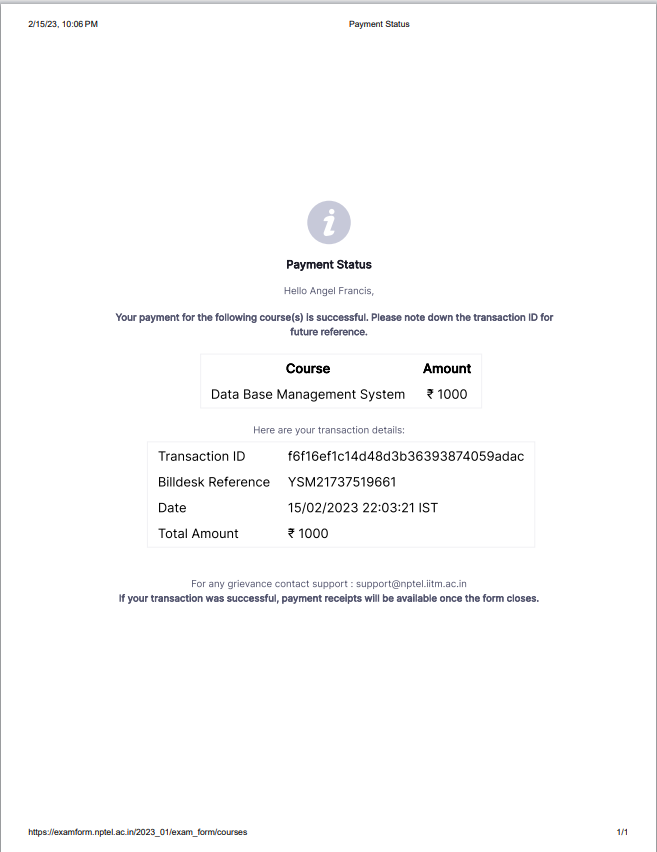 2/15/23, 10:06 PM Payment Status
i
Payment Status
Hello Angel Francis,
Your payment for the following course(s) is successful. Please note down the transaction ID for
future reference.
Course Amount
Data Base Management System ₹ 1000
Here are your transaction details:
Transaction ID f6f16ef1c14d48d3b36393874059adac
Billdesk Reference YSM21737519661
Date 15/02/2023 22:03:21 IST
Total Amount ₹ 1000
For any grievance contact support : support@nptel.iitm.ac.in
If your transaction was successful, payment receipts will be available once the form closes.
https://examform.nptel.ac.in/2023_01/exam_form/courses 1/1